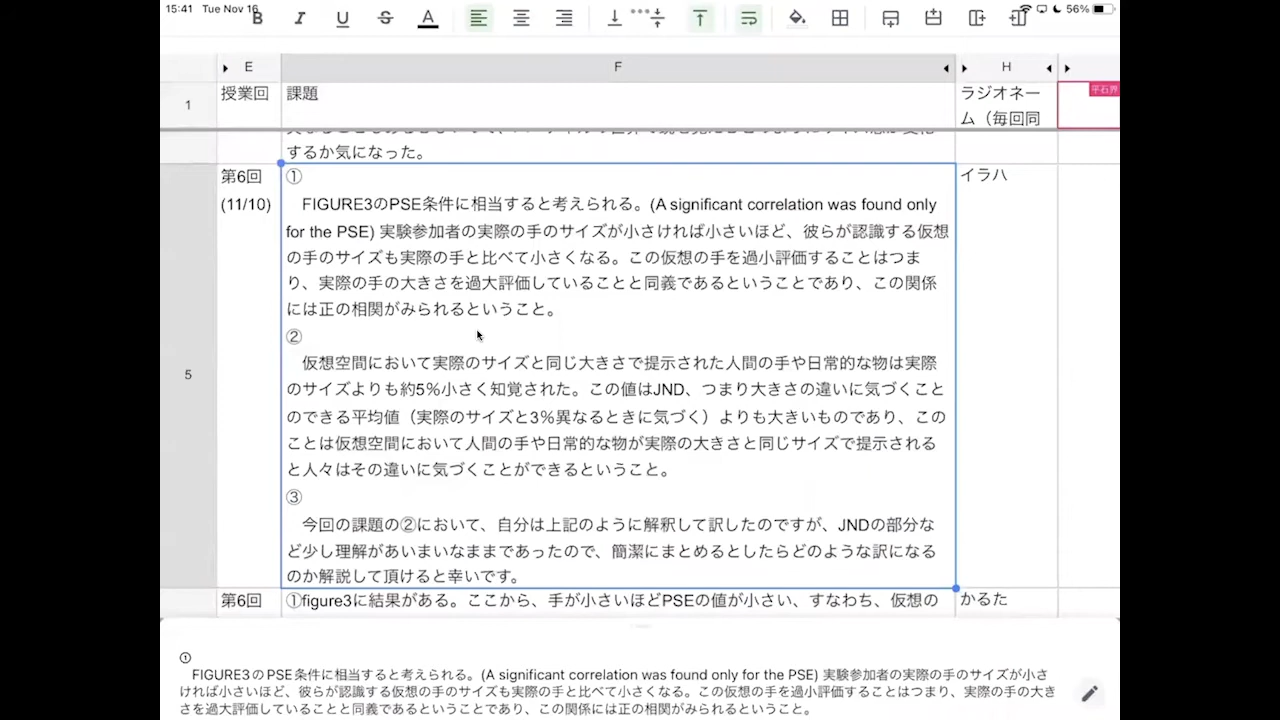 15:41 Tue Nov 16
56%
B I U S A
E F H
1 授業回 課題 ラジオネー
ム（毎回同
平石界
するか気になった。
5 第6回
(11/10)
イラハ
①
FIGURE3のPSE条件に相当すると考えられる。(A significant correlation was found only
for the PSE) 実験参加者の実際の手のサイズが小さければ小さいほど、彼らが認識する仮想
の手のサイズも実際の手と比べて小さくなる。この仮想の手を過小評価することはつま
り、実際の手の大きさを過大評価していることと同義であるということであり、この関係
には正の相関がみられるということ。
②
仮想空間において実際のサイズと同じ大きさで提示された人間の手や日常的な物は実際
のサイズよりも約5%小さく知覚された。この値はJND、つまり大きさの違いに気づくこと
のできる平均値（実際のサイズと3%異なるときに気づく）よりも大きいものであり、この
ことは仮想空間において人間の手や日常的な物が実際の大きさと同じサイズで提示される
と人々はその違いに気づくことができるということ。
③
今回の課題の②において、自分は上記のように解釈して訳したのですが、JNDの部分な
ど少し理解があいまいなままであったので、簡潔にまとめるとしたらどのような訳になる
のか解説して頂けると幸いです。
第6回 ①figure3に結果がある。ここから、手が小さいほどPSEの値が小さい、すなわち、仮想の かるた
①
FIGURE3のPSE条件に相当すると考えられる。(A significant correlation was found only for the PSE) 実験参加者の実際の手のサイズが小さ
ければ小さいほど、彼らが認識する仮想の手のサイズも実際の手と比べて小さくなる。この仮想の手を過小評価することはつまり、実際の手の大きさ
を過大評価していることと同義であるということであり、この関係には正の相関がみられるということ。